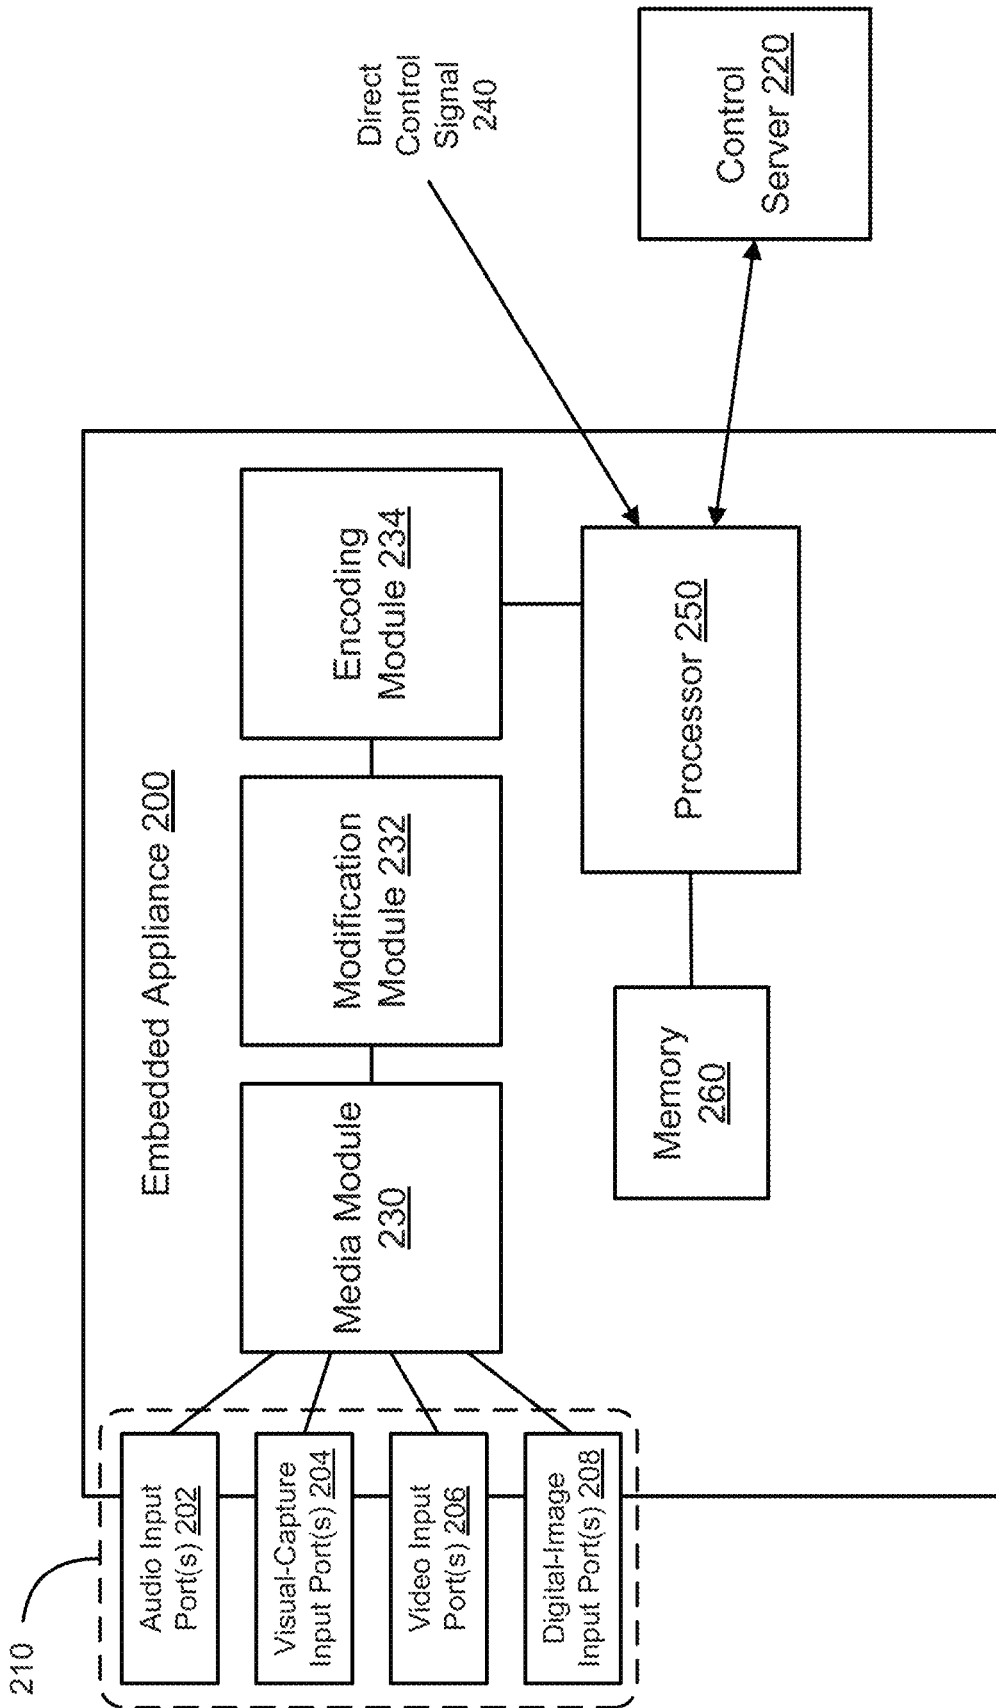 210
Audio Input
Port(s) 202
Visual-Capture
Input Port(s) 204
Video Input
Port(s) 206
Digital-Image
Input Port(s) 208
Embedded Appliance 200
Media Module
230
Modification
Module 232
Encoding
Module 234
Memory
260
Processor 250
Direct
Control
Signal
240
Control
Server 220